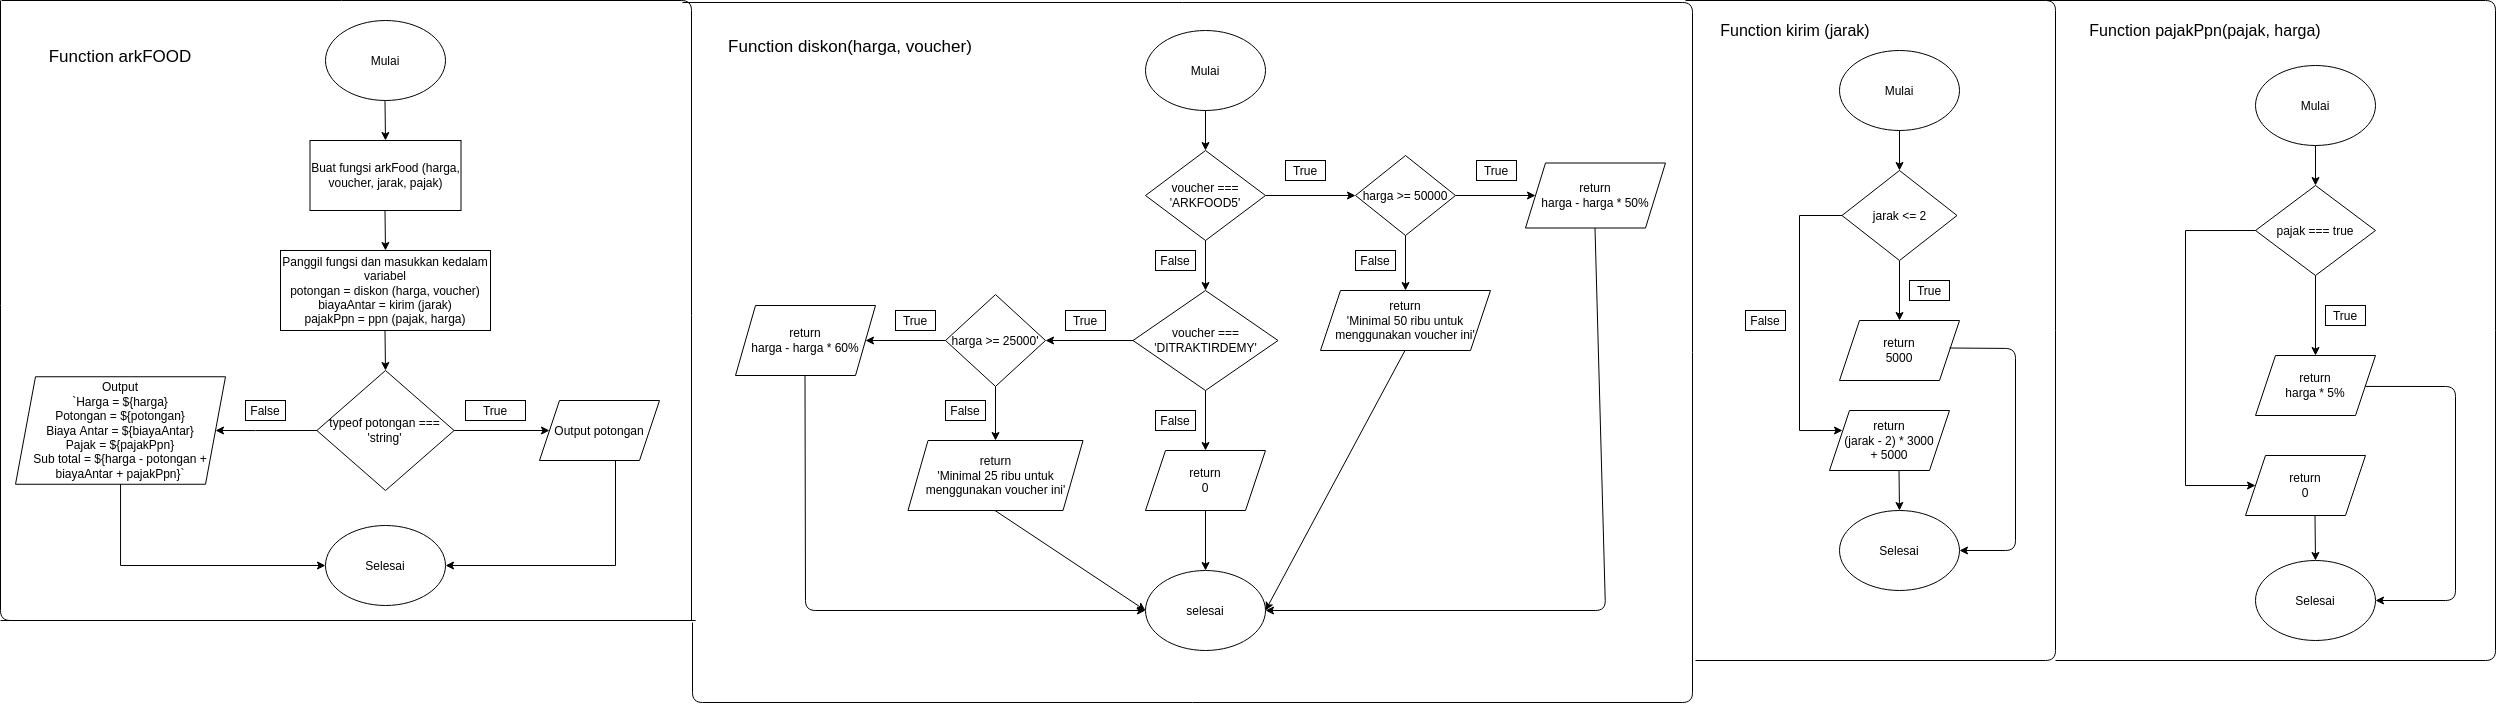 Function arkFOOD
Mulai
Buat fungsi arkFood (harga,
voucher, jarak, pajak)
Panggil fungsi dan masukkan kedalam
variabel
potongan = diskon (harga, voucher)
biayaAntar = kirim (jarak)
pajakPpn = ppn (pajak, harga)
typeof potongan ===
'string'
False
True
Output
`Harga = ${harga}
Potongan = ${potongan}
Biaya Antar = ${biayaAntar}
Pajak = ${pajakPpn}
Sub total = ${harga - potongan +
biayaAntar + pajakPpn}`
Output potongan
Selesai
Function diskon(harga, voucher)
Mulai
voucher ===
'ARKFOOD5'
True
harga >= 50000
True
return
harga - harga * 50%
False
False
return
'Minimal 50 ribu untuk
menggunakan voucher ini'
voucher ===
'DITRAKTIRDEMY'
True
harga >= 25000'
True
return
harga - harga * 60%
False
False
return
'Minimal 25 ribu untuk
menggunakan voucher ini'
return
0
selesai
Function kirim (jarak)
Mulai
jarak <= 2
True
False
return
5000
return
(jarak - 2) * 3000
+ 5000
Selesai
Function pajakPpn(pajak, harga)
Mulai
pajak === true
True
return
harga * 5%
return
0
Selesai